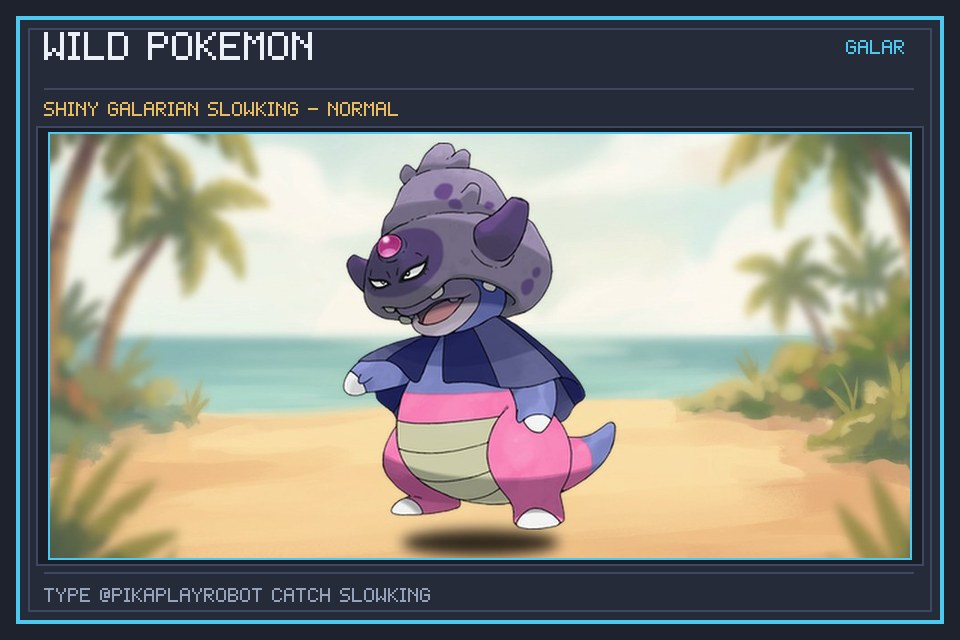 WILD POKEMON
GALAR
SHINY GALARIAN SLOWKING - NORMAL
TYPE @PIKAPLAYROBOT CATCH SLOWKING